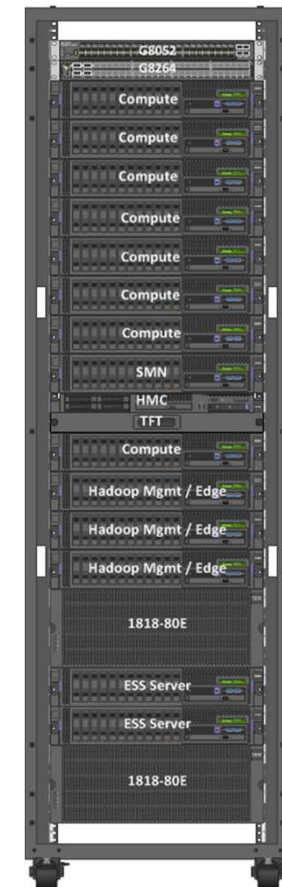 G8052
G8264
Compute
Compute
Compute
Compute
Compute
Compute
Compute
SMN
HMC
TFT
Compute
Hadoop Mgmt / Edge
Hadoop Mgmt / Edge
Hadoop Mgmt / Edge
1818-80E
ESS Server
ESS Server
1818-80E